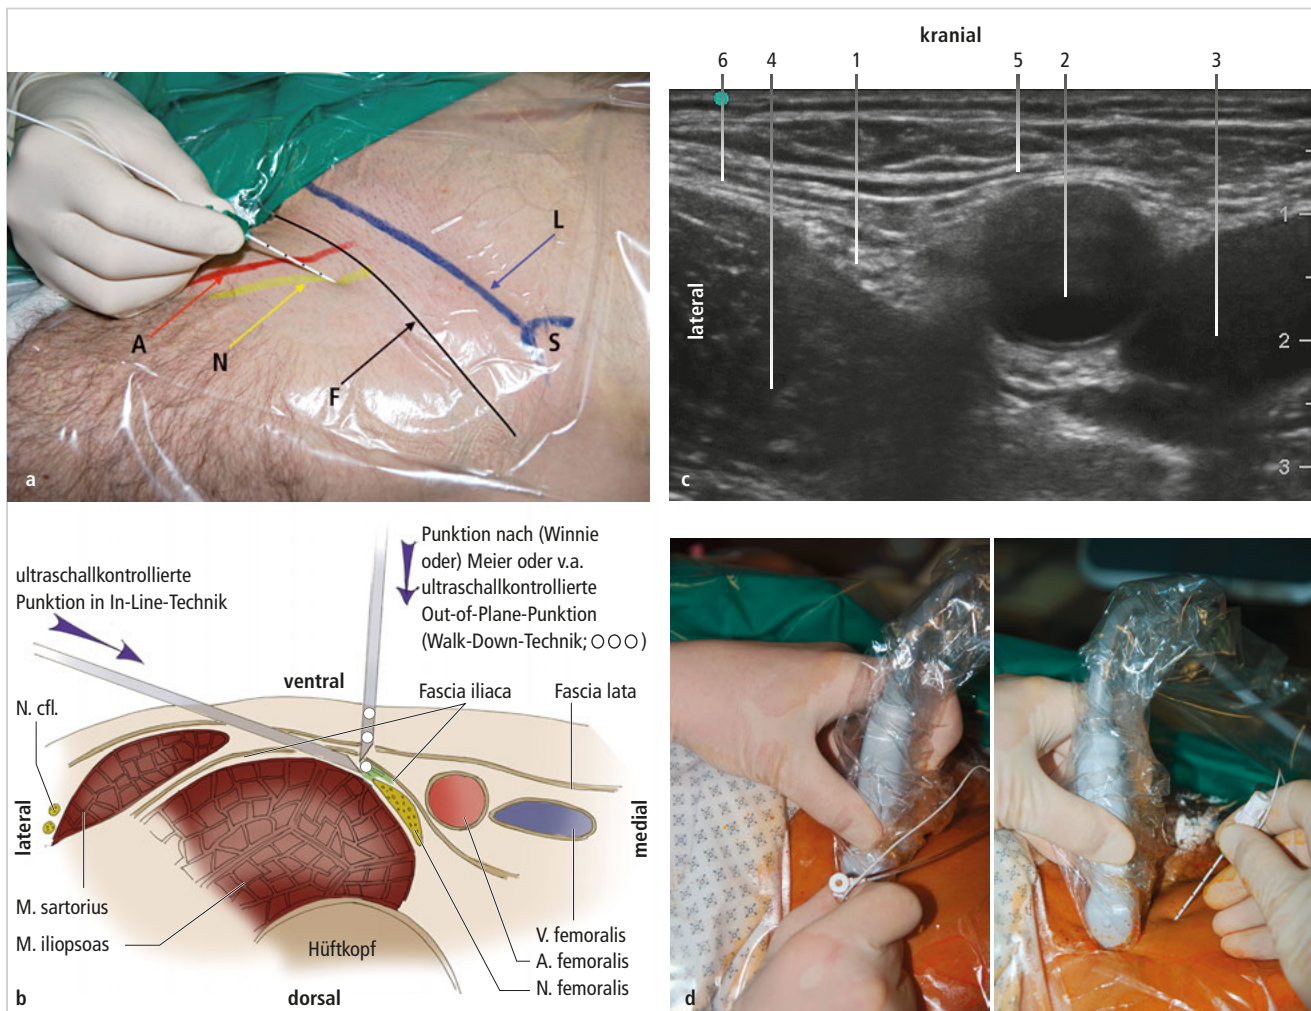 L
S
A
N
F
a
kranial
6
4
1
5
2
3
lateral
1
2
3
c
ultraschallkontrollierte
Punktion in In-Line-Technik
Punktion nach (Winnie
oder) Meier oder v.a.
ultraschallkontrollierte
Out-of-Plane-Punktion
(Walk-Down-Technik; ○○○)
ventral
Fascia iliaca
Fascia lata
N. cfl.
lateral
medial
M. sartorius
M. iliopsoas
Hüftkopf
V. femoralis
A. femoralis
N. femoralis
b
dorsal
d